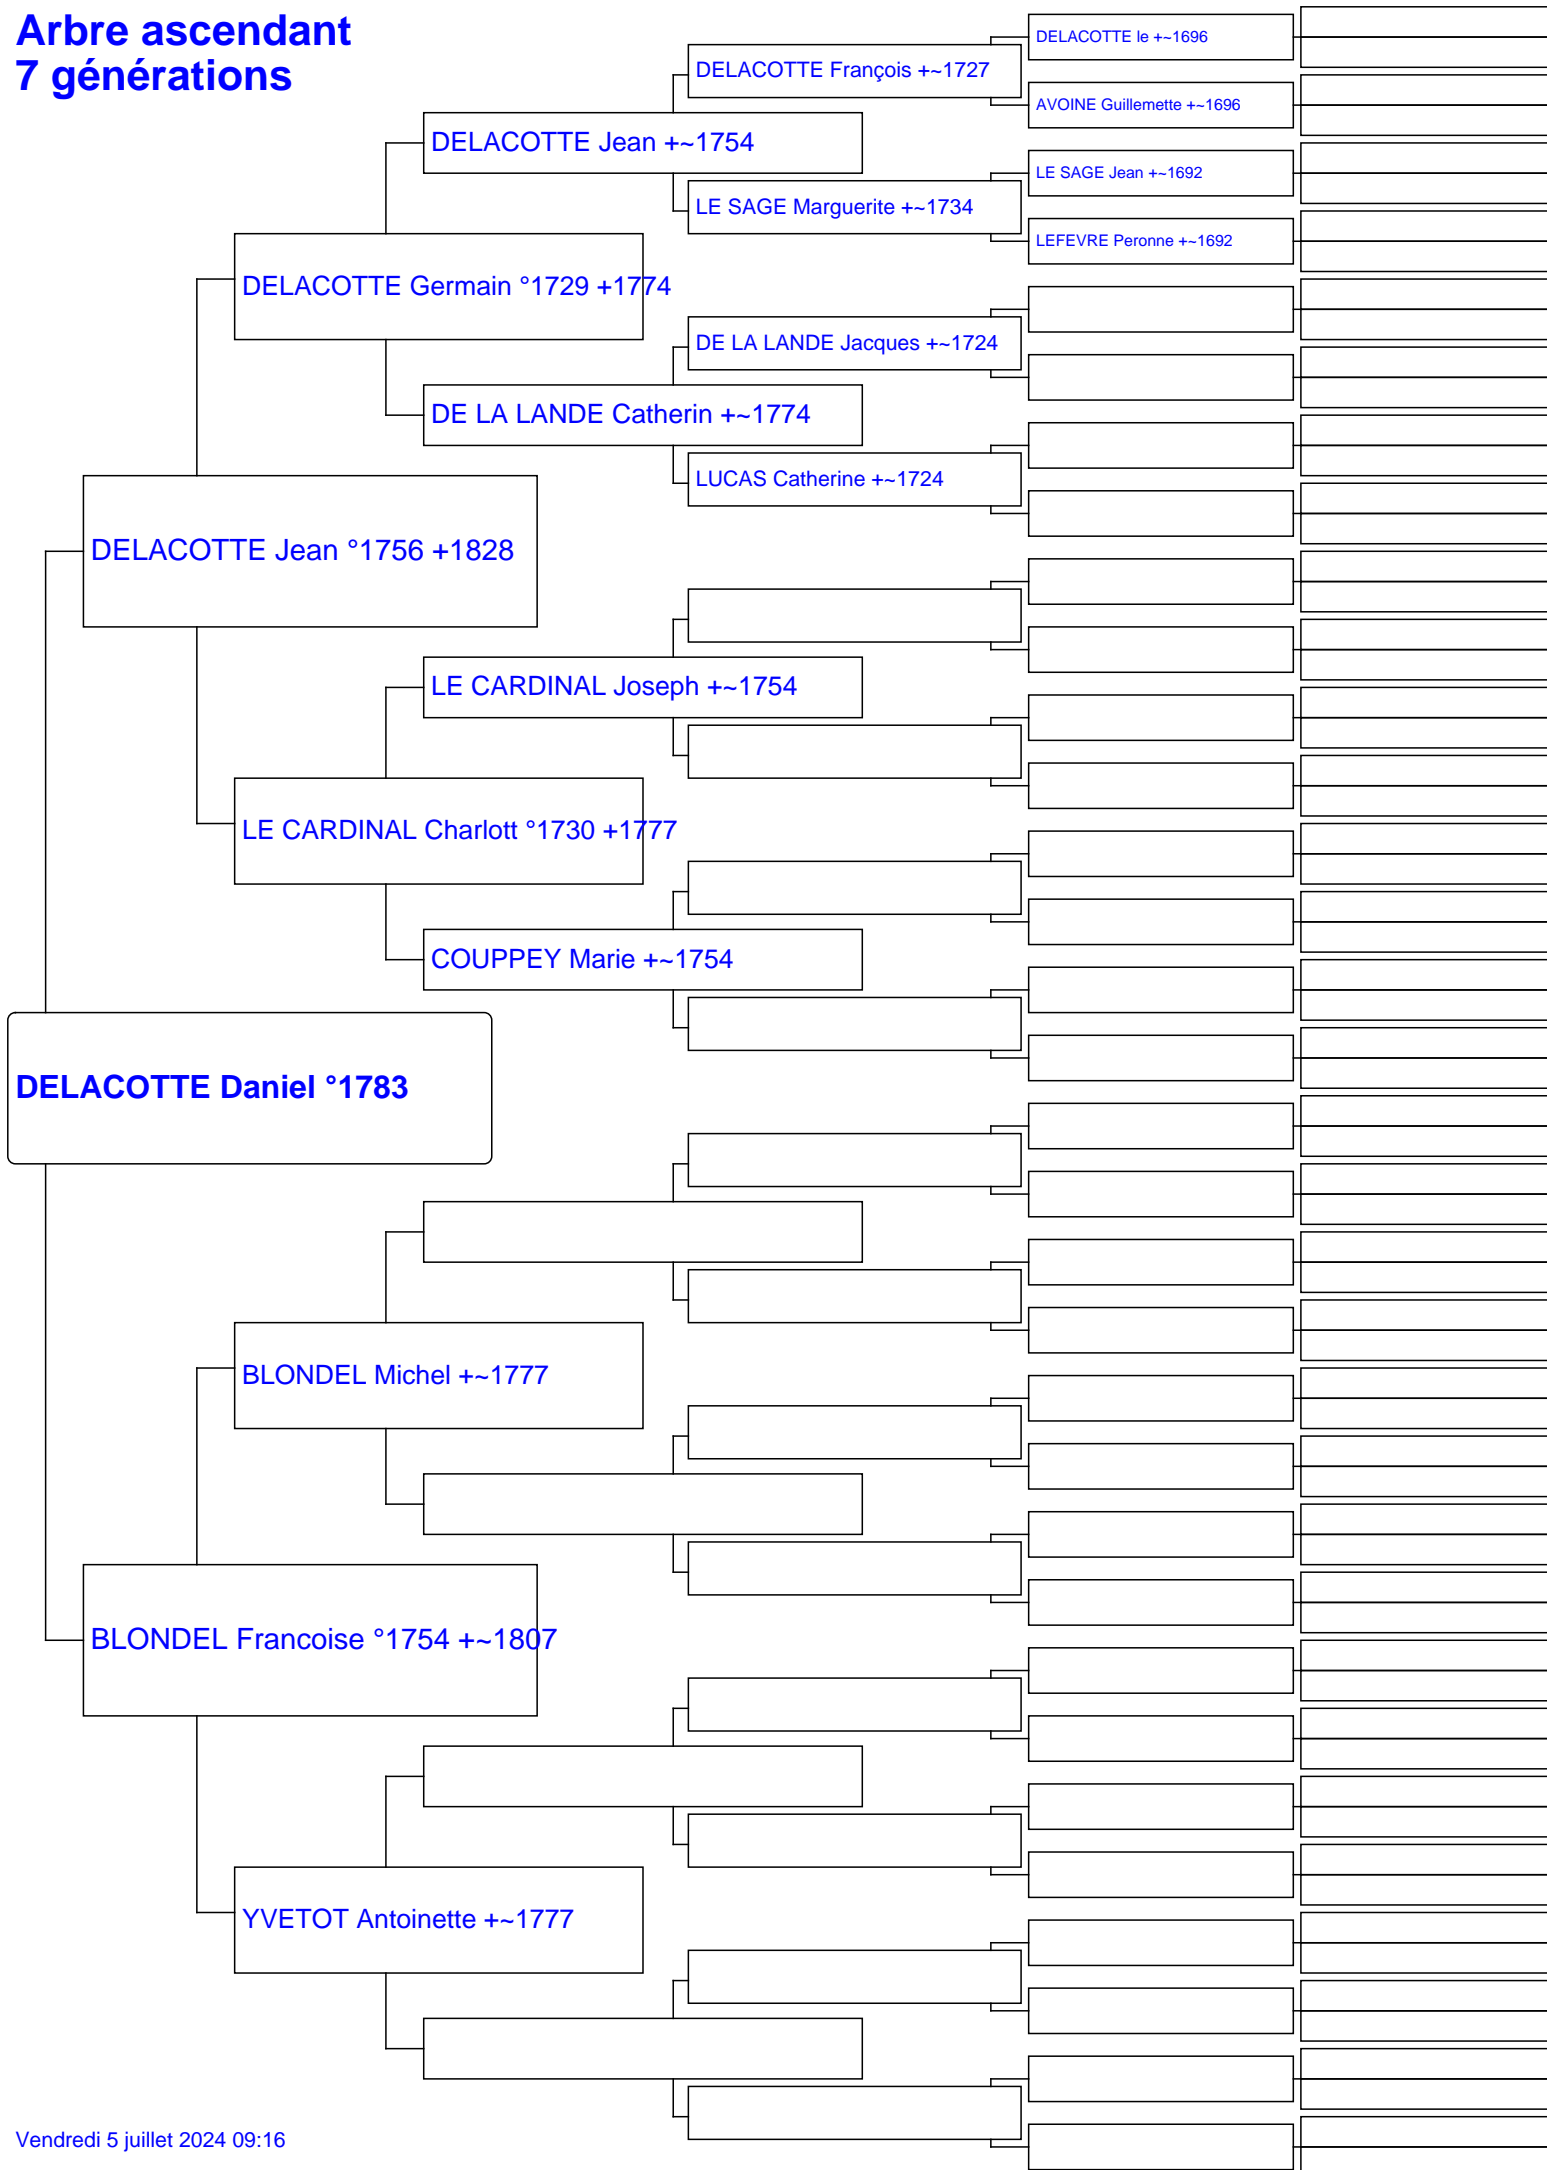 Arbre ascendant
7 générations
DELACOTTE le +~1696
DELACOTTE François +~1727
AVOINE Guillemette +~1696
DELACOTTE Jean +~1754
LE SAGE Jean +~1692
LE SAGE Marguerite +~1734
LEFEVRE Peronne +~1692
DELACOTTE Germain °1729 +1774
DE LA LANDE Jacques +~1724
DE LA LANDE Catherin +~1774
LUCAS Catherine +~1724
DELACOTTE Jean °1756 +1828
LE CARDINAL Joseph +~1754
LE CARDINAL Charlott °1730 +1777
COUPPEY Marie +~1754
DELACOTTE Daniel °1783
BLONDEL Michel +~1777
BLONDEL Francoise °1754 +~1807
YVETOT Antoinette +~1777
Vendredi 5 juillet 2024 09:16